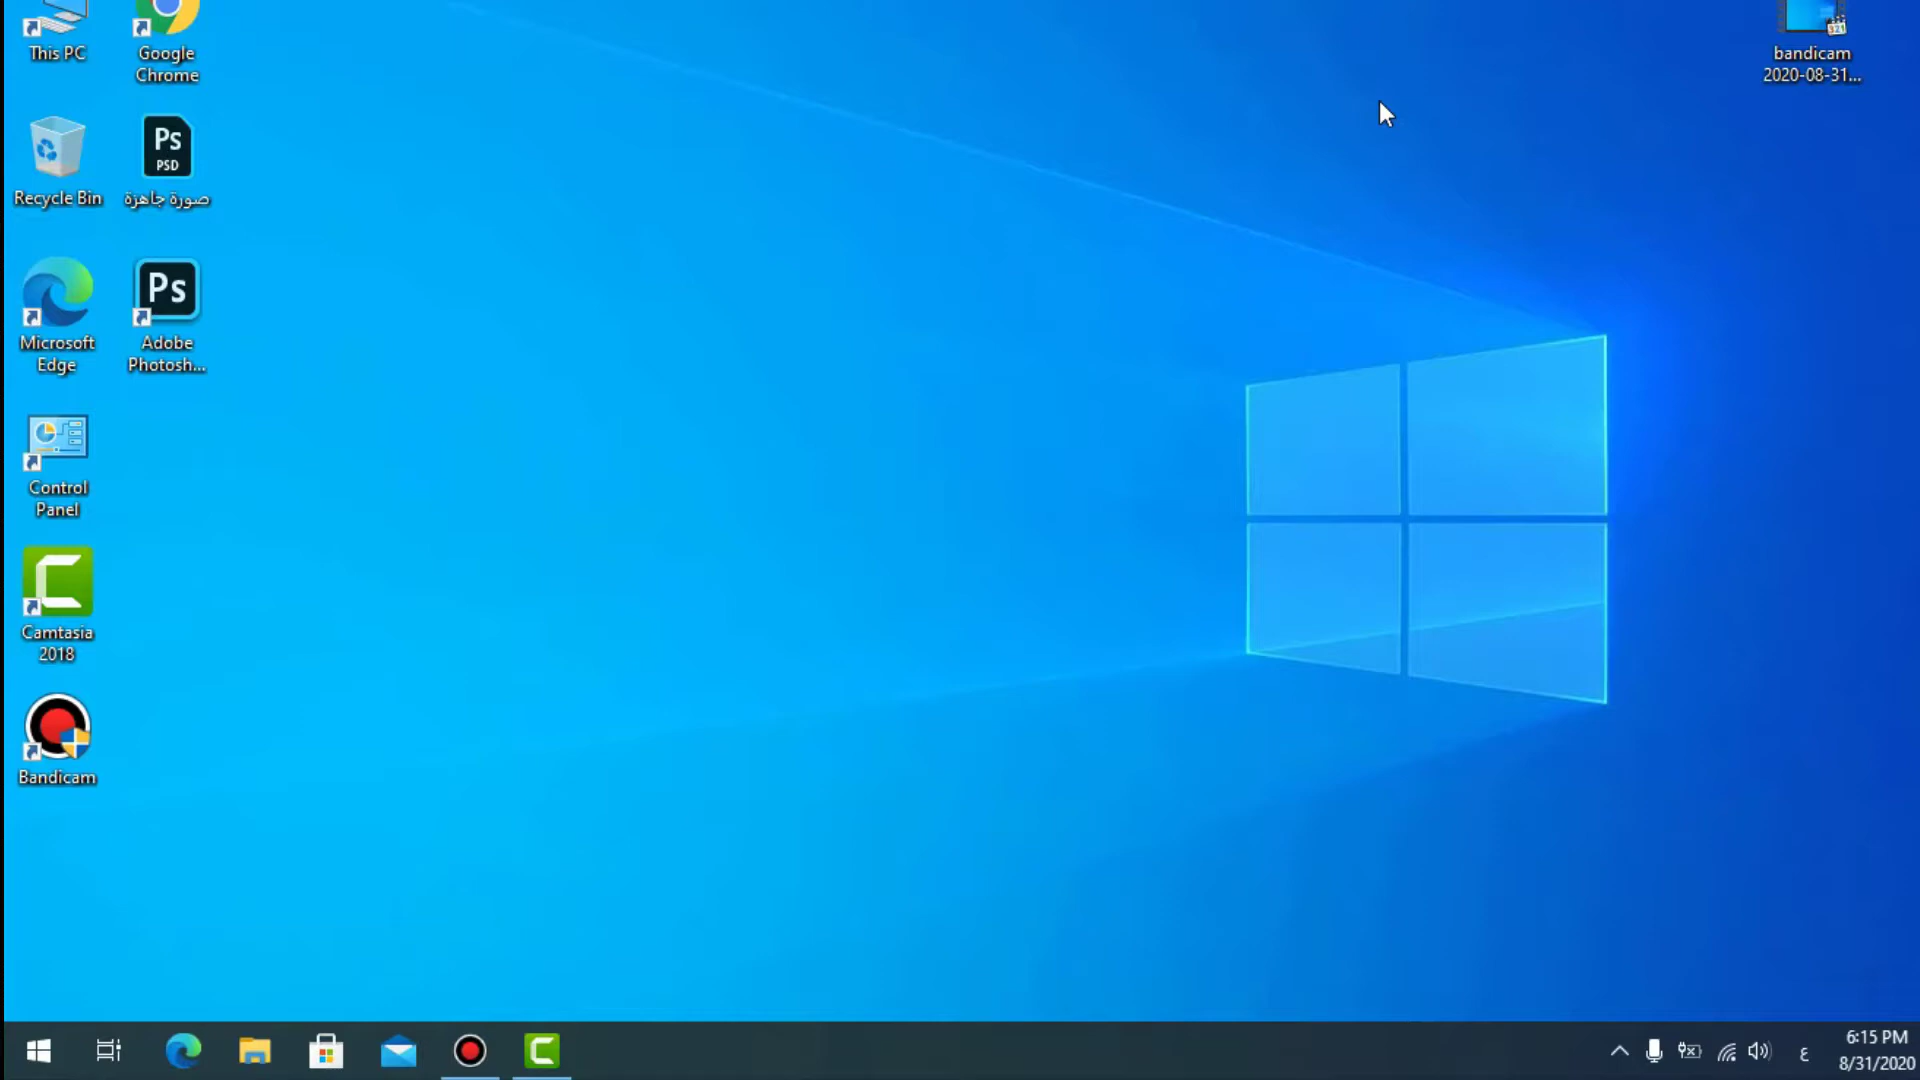 This PC
Google
Chrome
bandicam
2020-08-31...
Ps
PSD
Recycle Bin
صورة جاهزة
Ps
Microsoft
Edge
Adobe
Photosh...
Control
Panel
Camtasia
2018
Bandicam
ع
6:15 PM
8/31/2020